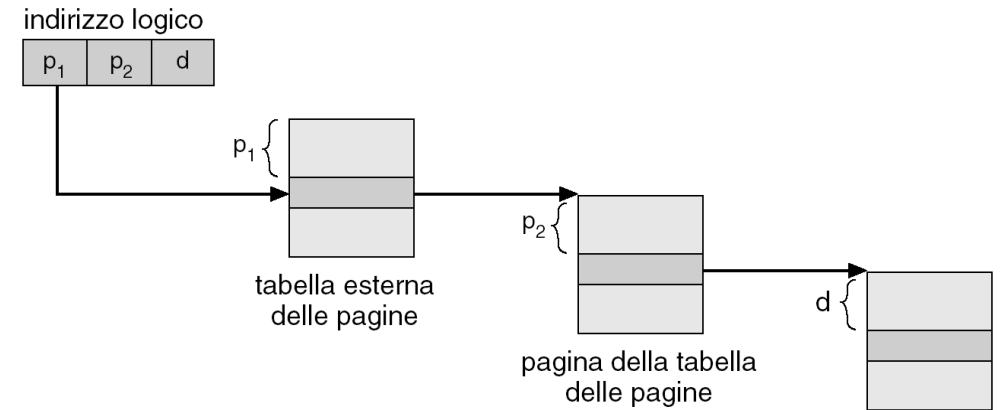 indirizzo logico
p1 p2 d
p1
tabella esterna
delle pagine
p2
pagina della tabella
delle pagine
d